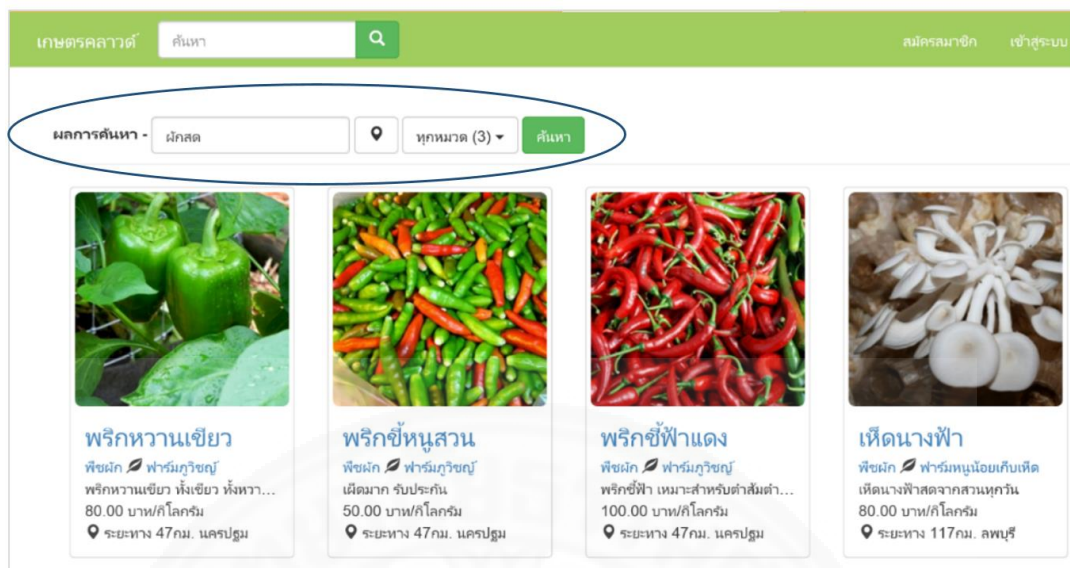 เกษตรคลาวด์ ค้นหา สมัครสมาชิก เข้าสู่ระบบ
ผลการค้นหา - ผักสด ทุกหมวด (3) ค้นหา
พริกหวานเขียว
พืชผัก ฟาร์มภูวิชญ์
พริกหวานเขียว ทั้งเขียว ทั้งหวา...
80.00 บาท/กิโลกรัม
ระยะทาง 47กม. นครปฐม
พริกขี้หนูสวน
พืชผัก ฟาร์มภูวิชญ์
เผ็ดมาก รับประกัน
50.00 บาท/กิโลกรัม
ระยะทาง 47กม. นครปฐม
พริกชี้ฟ้าแดง
พืชผัก ฟาร์มภูวิชญ์
พริกชี้ฟ้า เหมาะสำหรับตำส้มตำ...
100.00 บาท/กิโลกรัม
ระยะทาง 47กม. นครปฐม
เห็ดนางฟ้า
พืชผัก ฟาร์มหนูน้อยเก็บเห็ด
เห็ดนางฟ้าสดจากสวนทุกวัน
80.00 บาท/กิโลกรัม
ระยะทาง 117กม. ลพบุรี